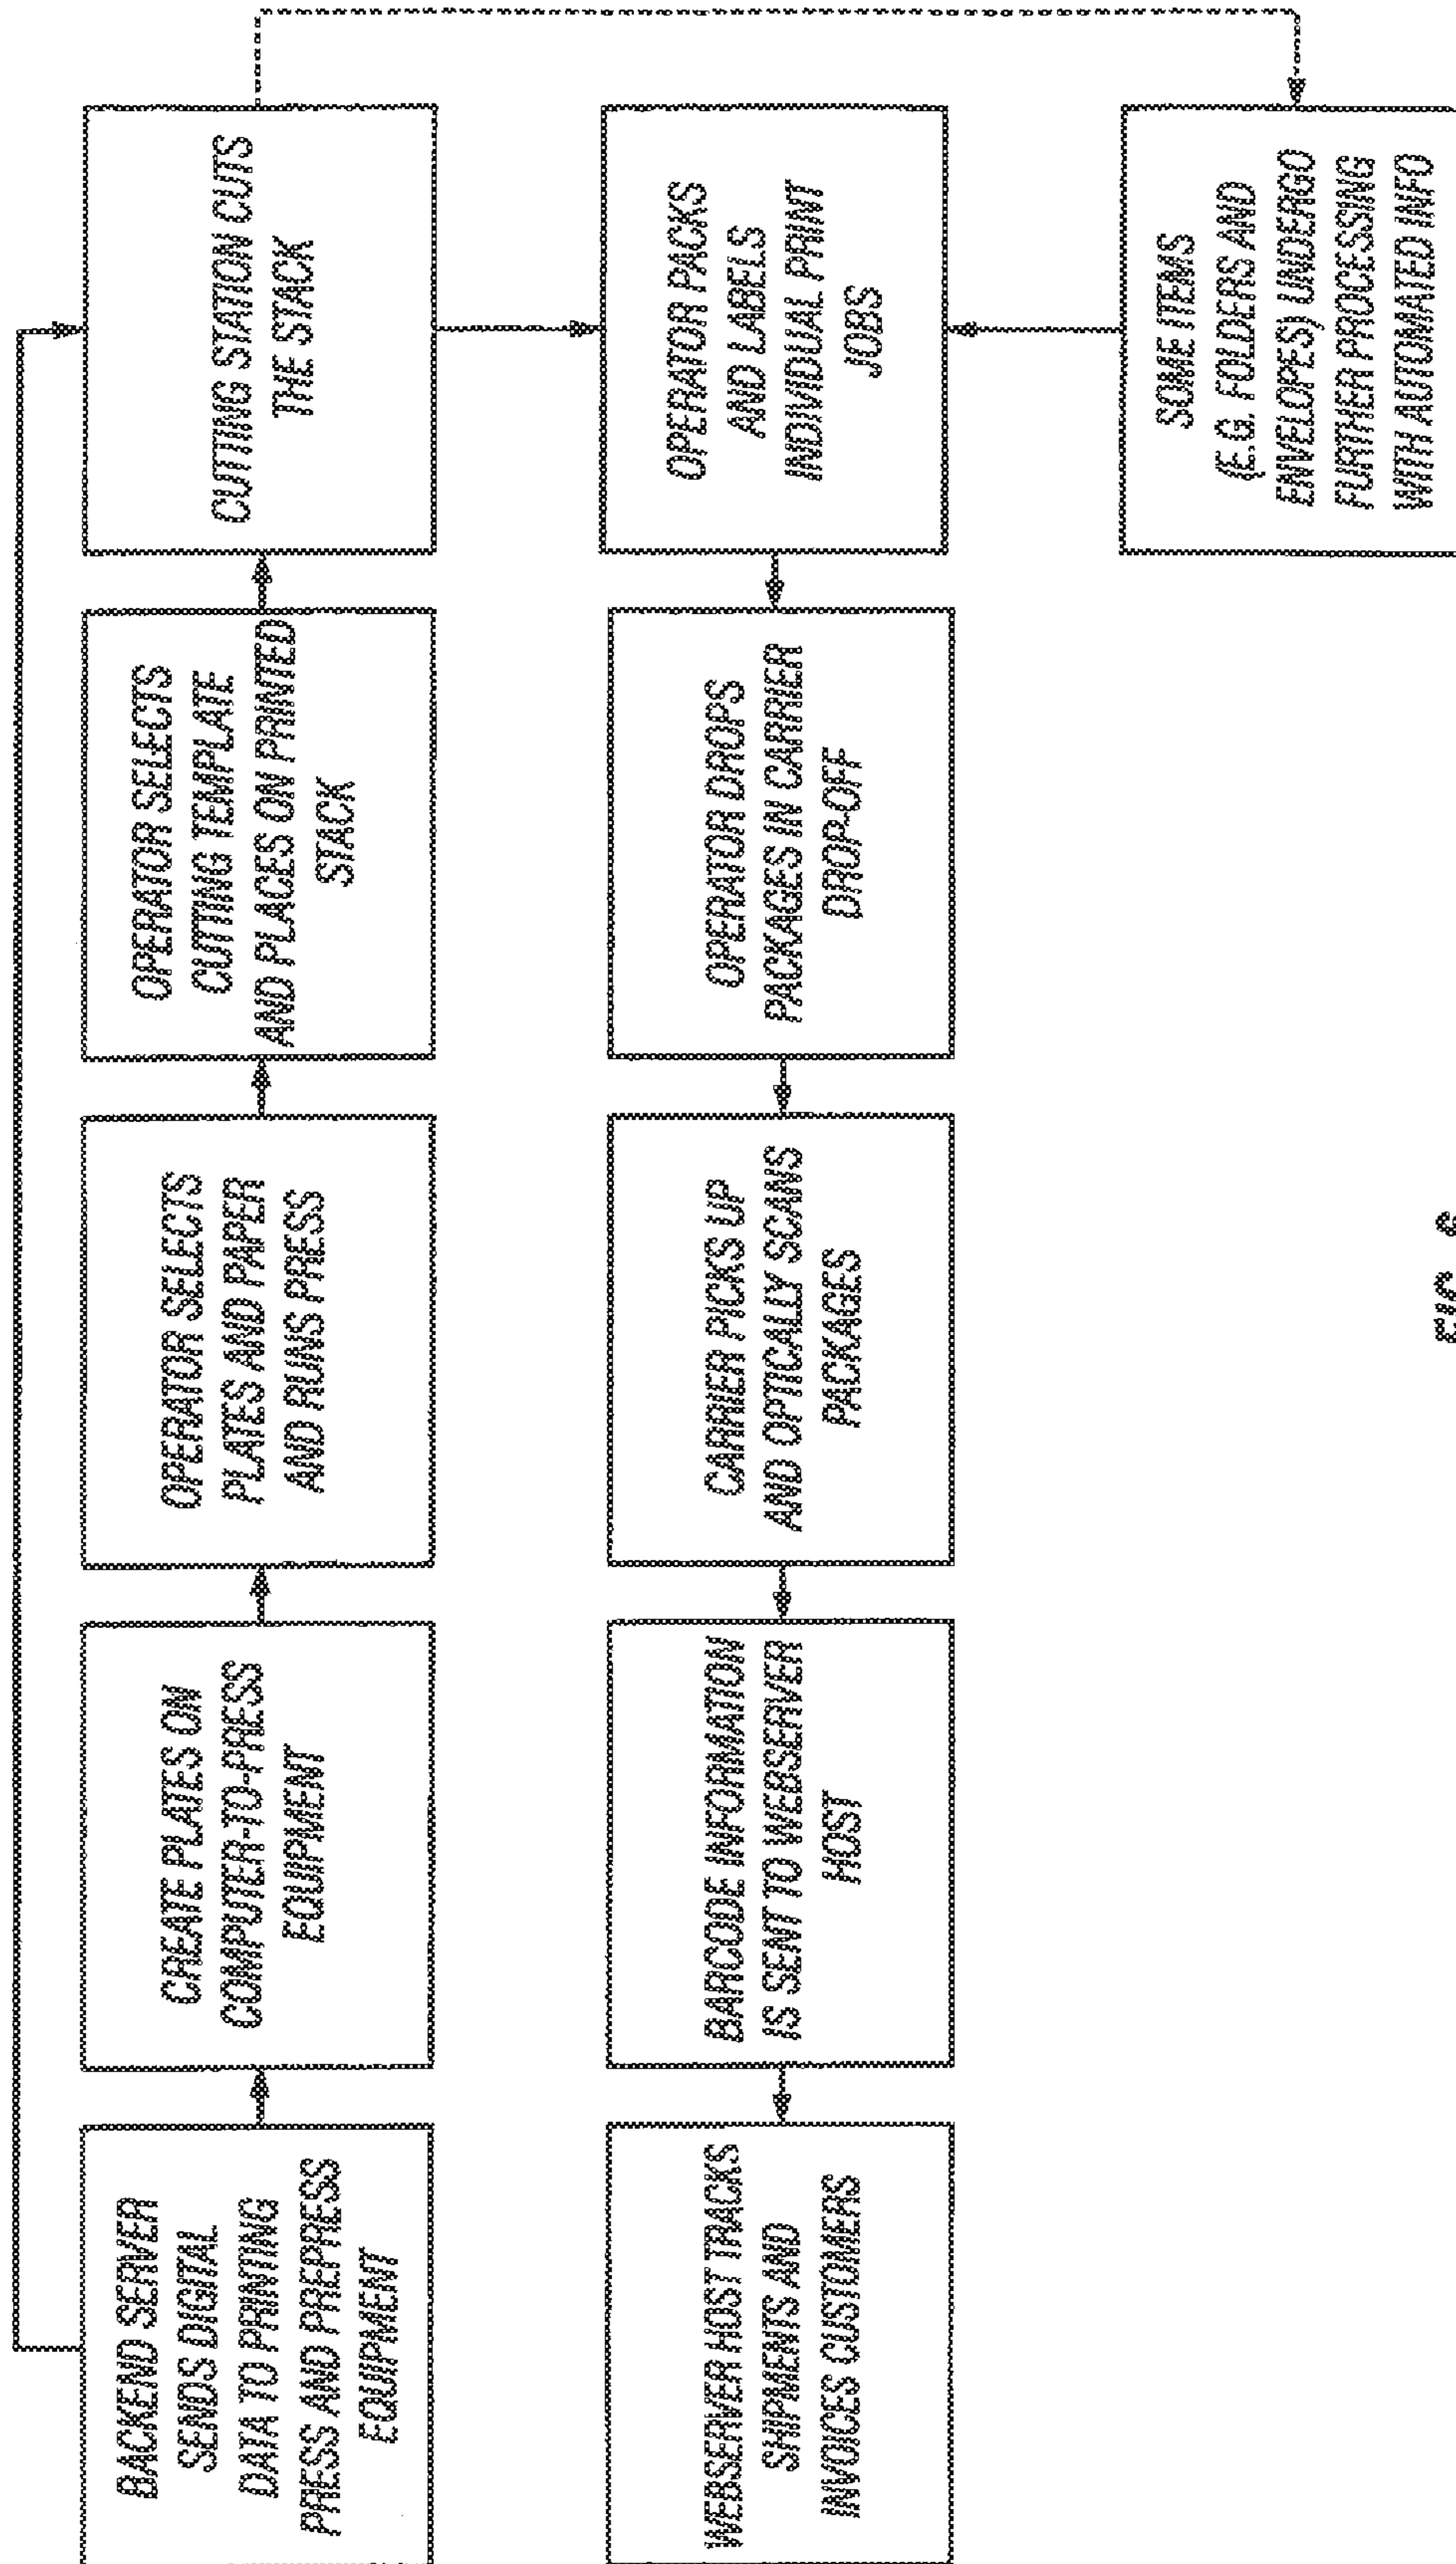 BACKEND SERVER
SENDS DIGITAL
DATA TO PRINTING
PRESS AND PREPRESS
EQUIPMENT
CREATE PLATES ON
COMPUTER-TO-PRESS
EQUIPMENT
OPERATOR SELECTS
PLATES AND PAPER
AND RUNS PRESS
OPERATOR SELECTS
CUTTING TEMPLATE
AND PLACES ON PRINTED
STACK
CUTTING STATION CUTS
THE STACK
WEBSERVER HOST TRACKS
SHIPMENTS AND
INVOICES CUSTOMERS
BARCODE INFORMATION
IS SENT TO WEBSERVER
HOST
CARRIER PICKS UP
AND OPTICALLY SCANS
PACKAGES
OPERATOR DROPS
PACKAGES IN CARRIER
DROP-OFF
OPERATOR PACKS
AND LABELS
INDIVIDUAL PRINT
JOBS
SOME ITEMS
(E.G. FOLDERS AND
ENVELOPES) UNDERGO
FURTHER PROCESSING
WITH AUTOMATED INFO